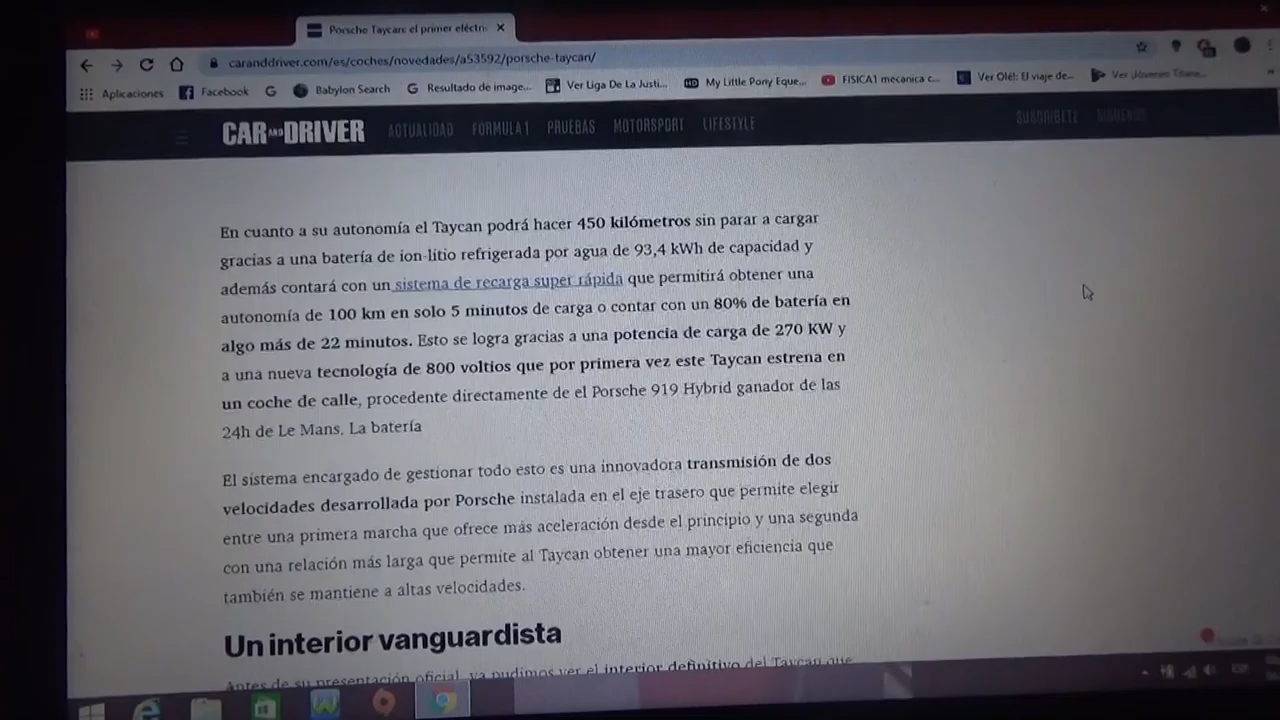 Porsche Taycan: el primer eléctri
caranddriver.com/es/coches/novedades/a53592/porsche-taycan/
Aplicaciones Facebook Babylon Search Resultado de image... Ver Liga De La Justi... My Little Pony Eque... FISICA1 mecanica c... Ver Olé!: El viaje de... Ver Jóvenes Titane...
CAR AND DRIVER ACTUALIDAD FÓRMULA 1 PRUEBAS MOTORSPORT LIFESTYLE SUSCRÍBETE SÍGUENOS
En cuanto a su autonomía el Taycan podrá hacer 450 kilómetros sin parar a cargar
gracias a una batería de ion-litio refrigerada por agua de 93,4 kWh de capacidad y
además contará con un sistema de recarga super rápida que permitirá obtener una
autonomía de 100 km en solo 5 minutos de carga o contar con un 80% de batería en
algo más de 22 minutos. Esto se logra gracias a una potencia de carga de 270 KW y
a una nueva tecnología de 800 voltios que por primera vez este Taycan estrena en
un coche de calle, procedente directamente de el Porsche 919 Hybrid ganador de las
24h de Le Mans. La batería
El sistema encargado de gestionar todo esto es una innovadora transmisión de dos
velocidades desarrollada por Porsche instalada en el eje trasero que permite elegir
entre una primera marcha que ofrece más aceleración desde el principio y una segunda
con una relación más larga que permite al Taycan obtener una mayor eficiencia que
también se mantiene a altas velocidades.
Un interior vanguardista
Antes de su presentación oficial, ya pudimos ver el interior definitivo del Taycan que